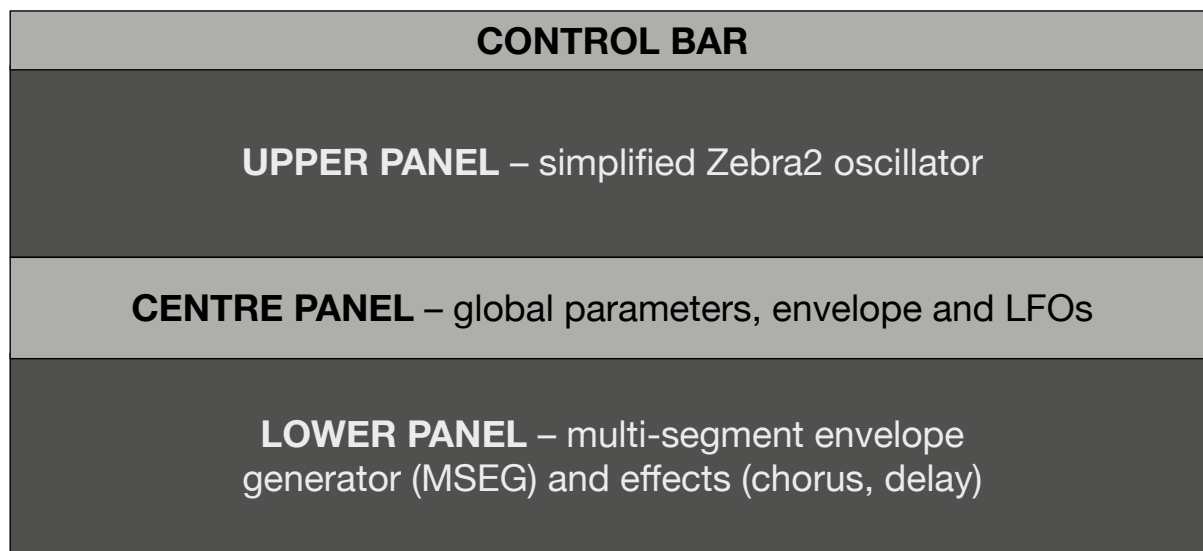 CONTROL BAR
UPPER PANEL – simplified Zebra2 oscillator
CENTRE PANEL – global parameters, envelope and LFOs
LOWER PANEL – multi-segment envelope
generator (MSEG) and effects (chorus, delay)